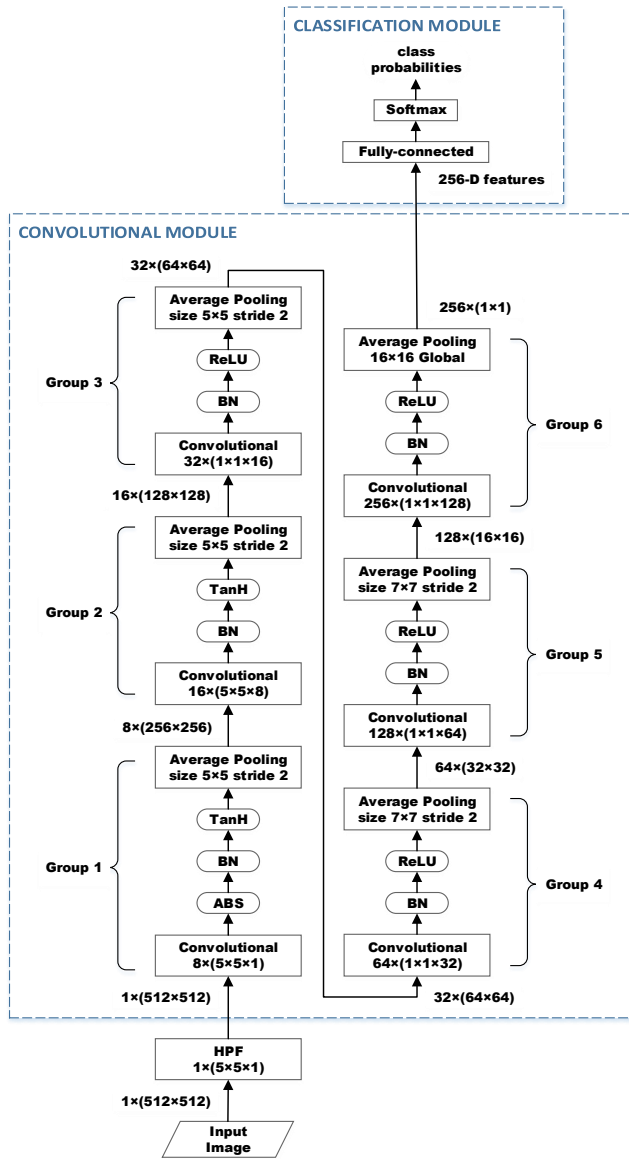 CLASSIFICATION MODULE
class
probabilities
Softmax
Fully-connected
256-D features
CONVOLUTIONAL MODULE
32×(64×64)
Average Pooling
size 5×5 stride 2
ReLU
BN
Convolutional
32×(1×1×16)
Group 3
16×(128×128)
Average Pooling
size 5×5 stride 2
TanH
BN
Convolutional
16×(5×5×8)
Group 2
8×(256×256)
Average Pooling
size 5×5 stride 2
TanH
BN
ABS
Convolutional
8×(5×5×1)
Group 1
1×(512×512)
HPF
1×(5×5×1)
1×(512×512)
Input
Image
256×(1×1)
Average Pooling
16×16 Global
ReLU
BN
Convolutional
256×(1×1×128)
Group 6
128×(16×16)
Average Pooling
size 7×7 stride 2
ReLU
BN
Convolutional
128×(1×1×64)
Group 5
64×(32×32)
Average Pooling
size 7×7 stride 2
ReLU
BN
Convolutional
64×(1×1×32)
Group 4
32×(64×64)